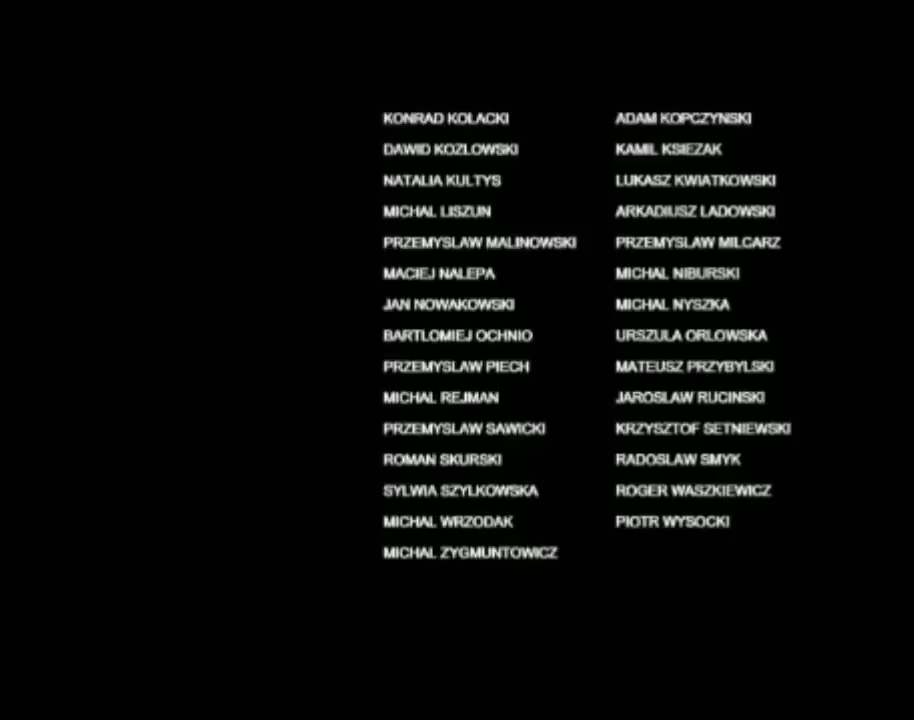 KONRAD KOLACKI ADAM KOPCZYNSKI
DAWID KOZLOWSKI KAMIL KSIEZAK
NATALIA KULTYS LUKASZ KWIATKOWSKI
MICHAL LISZUN ARKADIUSZ LADOWSKI
PRZEMYSLAW MALINOWSKI PRZEMYSLAW MILCARZ
MACIEJ NALEPA MICHAL NIBURSKI
JAN NOWAKOWSKI MICHAL NYSZKA
BARTLOMIEJ OCHNIO URSZULA ORLOWSKA
PRZEMYSLAW PIECH MATEUSZ PRZYBYLSKI
MICHAL REJMAN JAROSLAW RUCINSKI
PRZEMYSLAW SAWICKI KRZYSZTOF SETNIEWSKI
ROMAN SKURSKI RADOSLAW SMYK
SYLWIA SZYLKOWSKA ROGER WASZKIEWICZ
MICHAL WRZODAK PIOTR WYSOCKI
MICHAL ZYGMUNTOWICZ